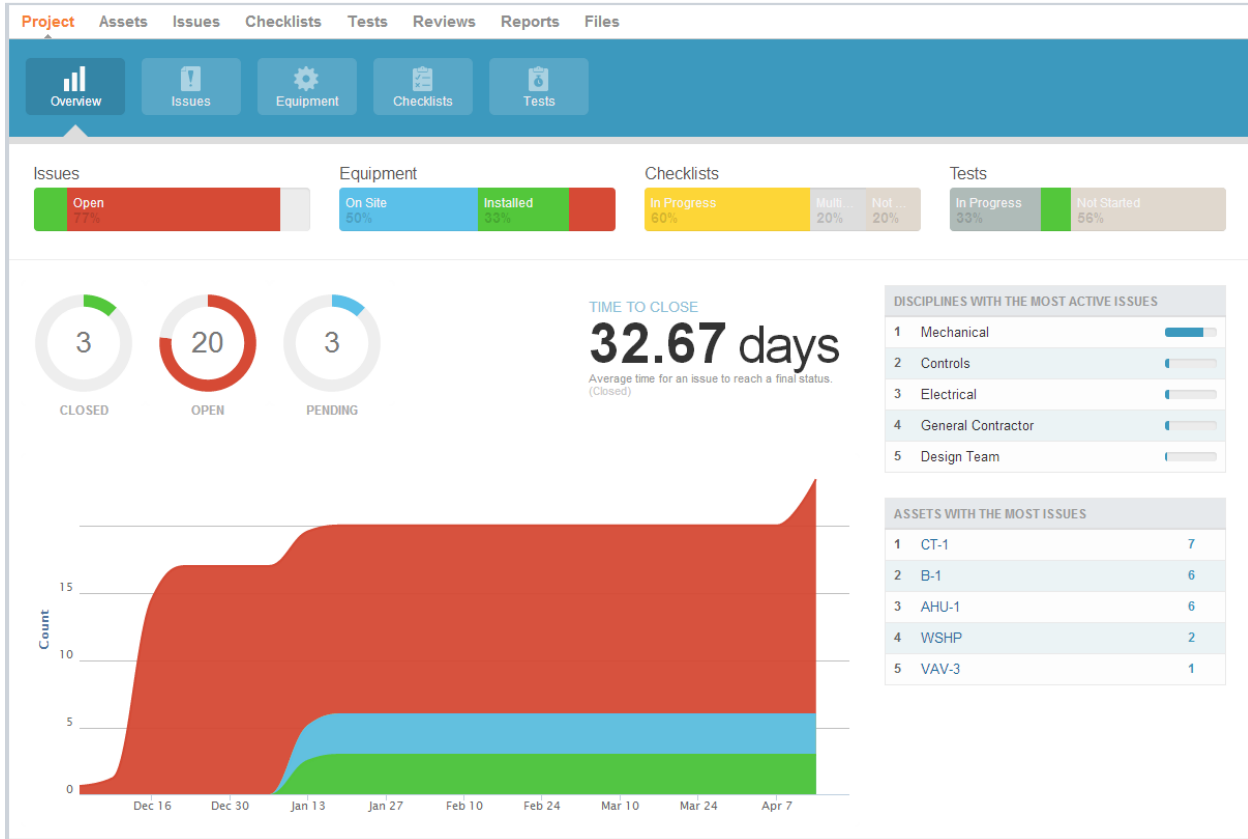 Project Assets Issues Checklists Tests Reviews Reports Files
Overview Issues Equipment Checklists Tests
Issues Equipment Checklists Tests
Open On Site Installed In Progress Multi... Not ... In Progress Not Started
77% 50% 33% 60% 20% 20% 33% 56%
3 20 3
CLOSED OPEN PENDING
TIME TO CLOSE
32.67 days
Average time for an issue to reach a final status.
(Closed)
DISCIPLINES WITH THE MOST ACTIVE ISSUES
1 Mechanical
2 Controls
3 Electrical
4 General Contractor
5 Design Team
ASSETS WITH THE MOST ISSUES
1 CT-1 7
2 B-1 6
3 AHU-1 6
4 WSHP 2
5 VAV-3 1
Count
15
10
5
0
Dec 16 Dec 30 Jan 13 Jan 27 Feb 10 Feb 24 Mar 10 Mar 24 Apr 7